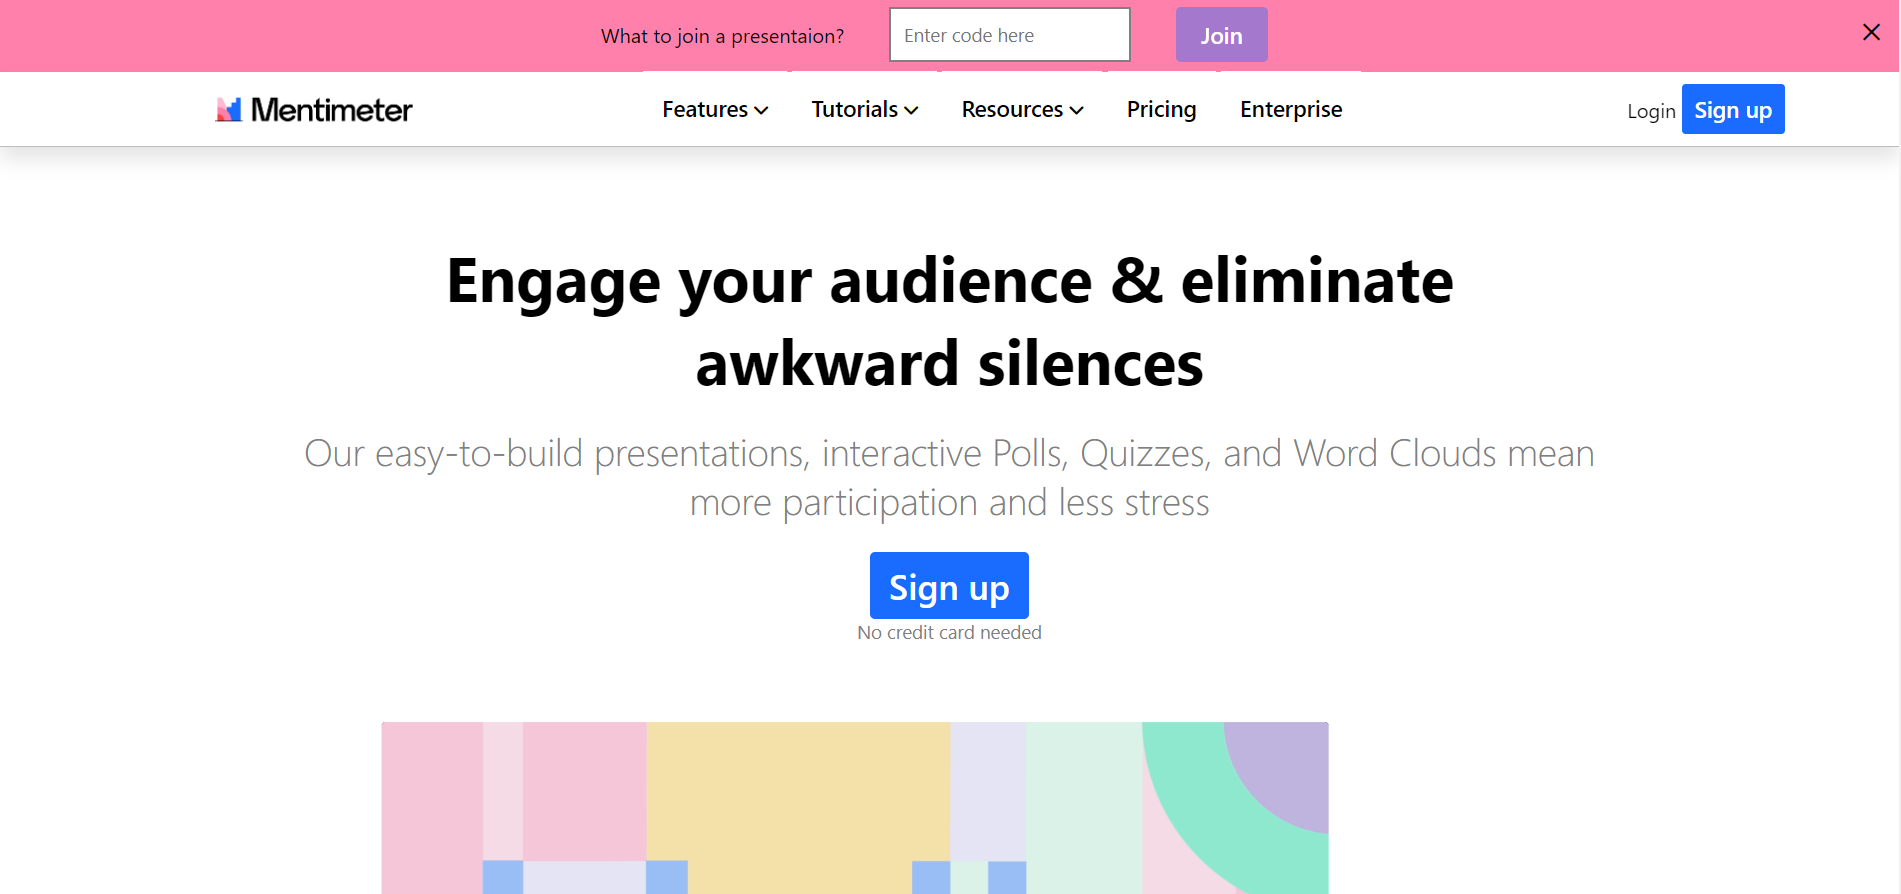 What to join a presentaion?
Enter code here
Join
Mentimeter
Features
Tutorials
Resources
Pricing
Enterprise
Login
Sign up
Engage your audience & eliminate
awkward silences
Our easy-to-build presentations, interactive Polls, Quizzes, and Word Clouds mean
more participation and less stress
Sign up
No credit card needed